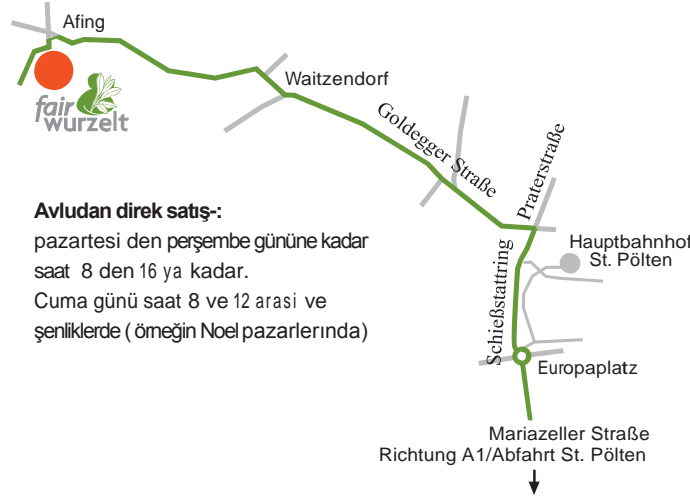 Afing
Waitzendorf
fair
wurzelt
Goldegger Straße
Praterstraße
Avludan direk satış-:
pazartesi den perşembe gününe kadar
saat 8 den 16 ya kadar.
Cuma günü saat 8 ve 12 arasi ve
şenliklerde ( örneğin Noel pazarlerında)
Hauptbahnhof
St. Pölten
Schießstattring
Europaplatz
Mariazeller Straße
Richtung A1/Abfahrt St. Pölten